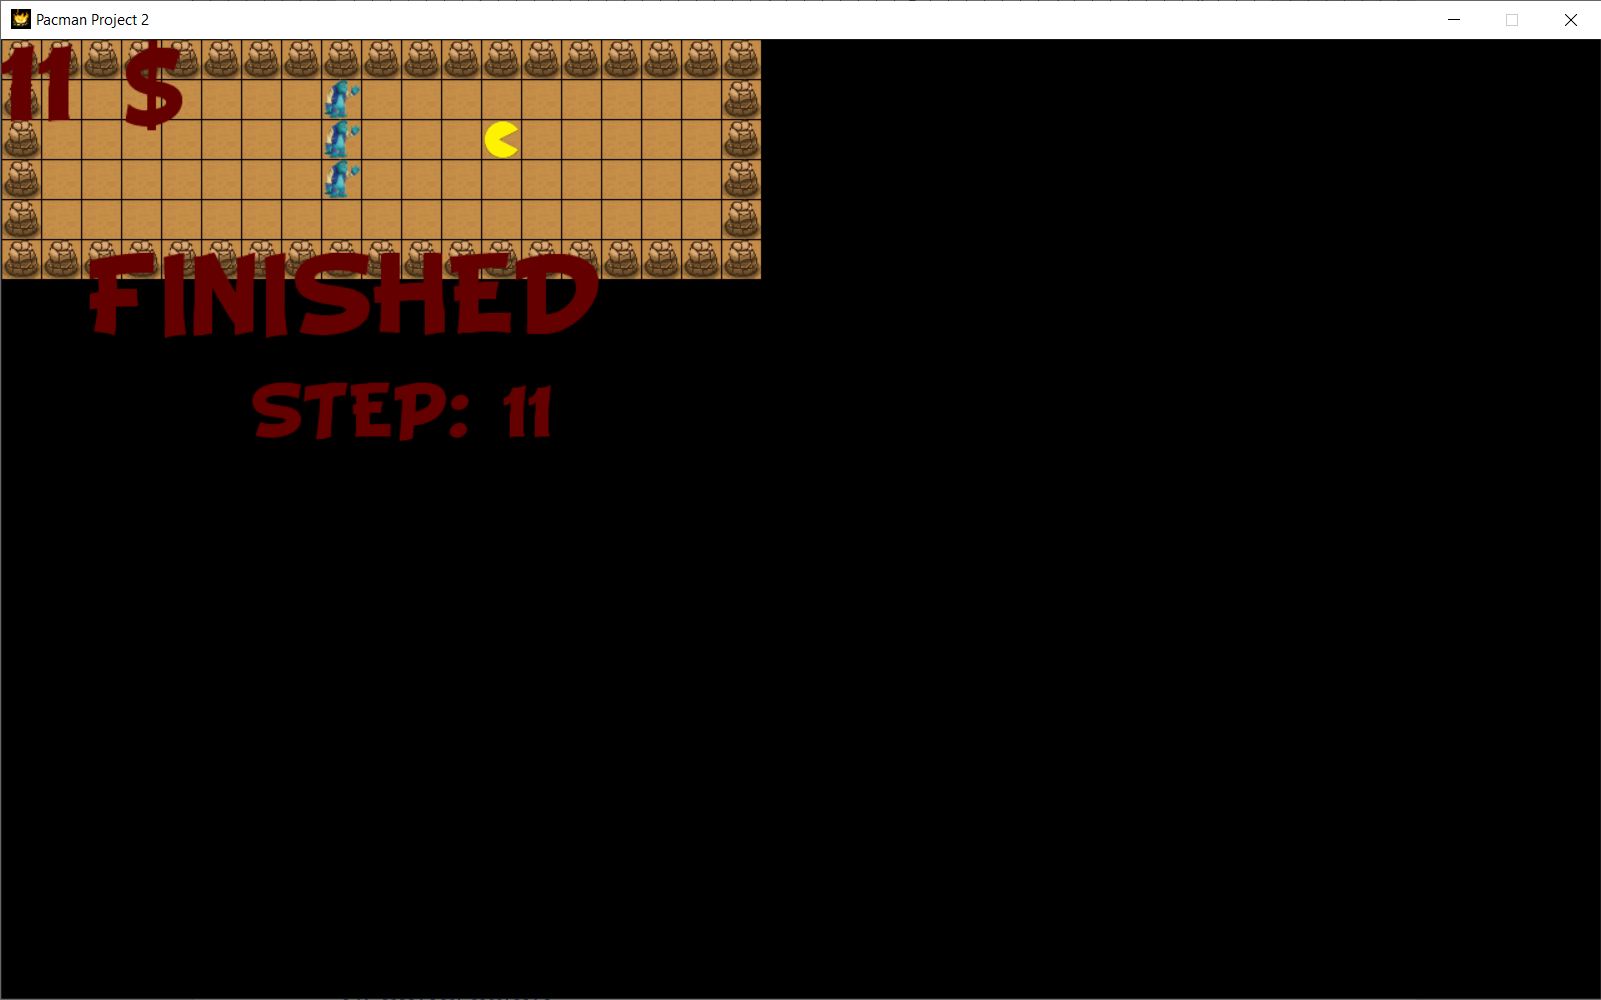 Pacman Project 2
11 $
FINISHED
STEP: 11